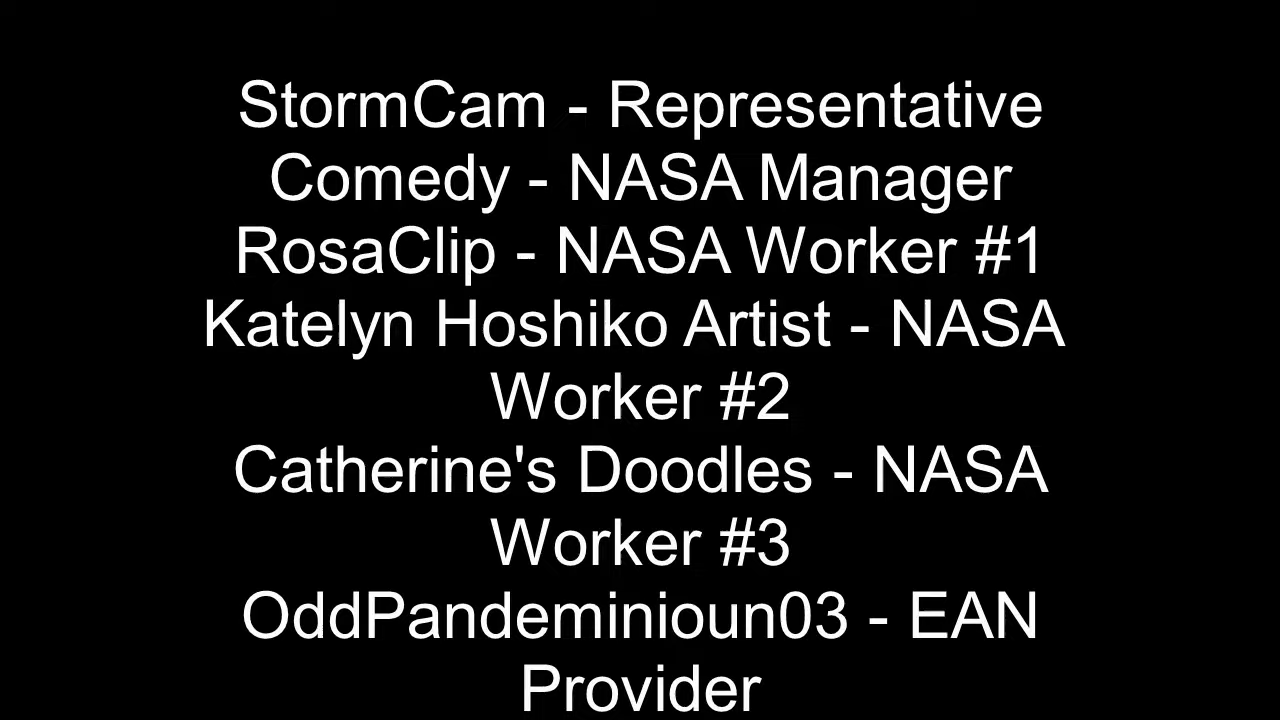 StormCam - Representative
Comedy - NASA Manager
RosaClip - NASA Worker #1
Katelyn Hoshiko Artist - NASA
Worker #2
Catherine's Doodles - NASA
Worker #3
OddPandeminioun03 - EAN
Provider